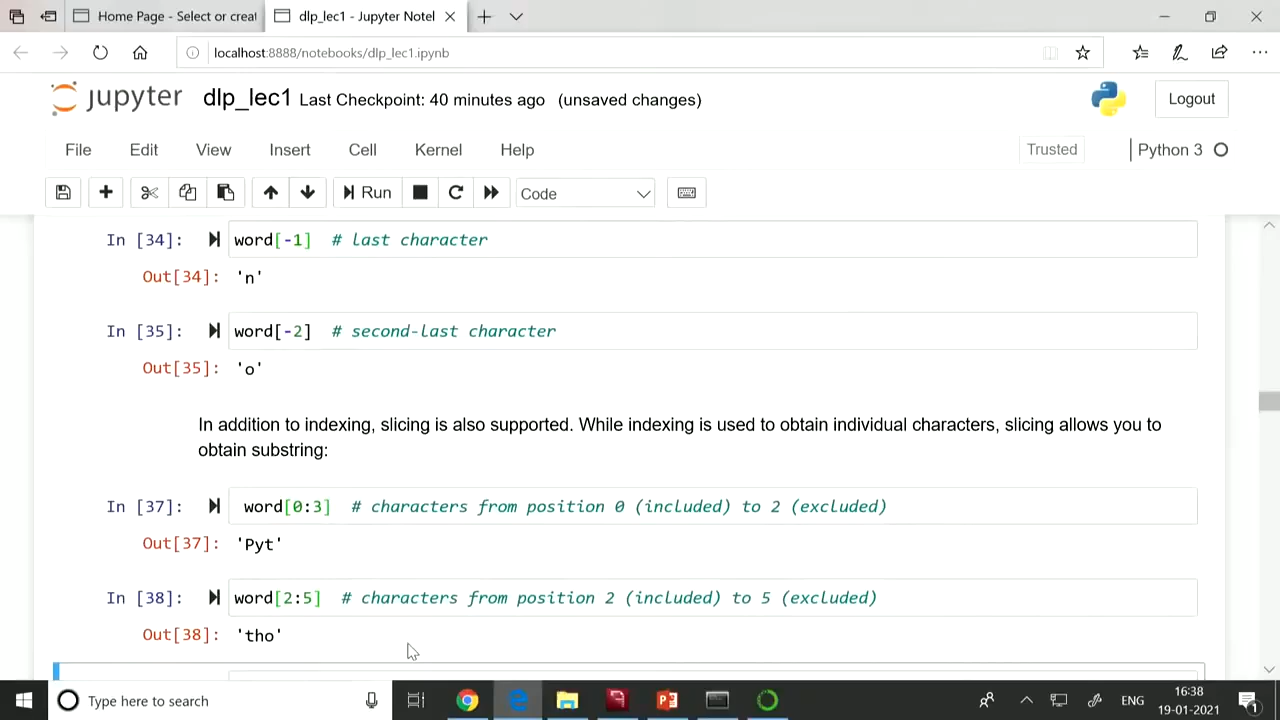 Home Page - Select or creat
dlp_lec1 - Jupyter Notel
localhost:8888/notebooks/dlp_lec1.ipynb
jupyter dlp_lec1 Last Checkpoint: 40 minutes ago (unsaved changes)
Logout
File Edit View Insert Cell Kernel Help
Trusted
Python 3
Run
Code
In [34]: word[-1] # last character
Out[34]: 'n'
In [35]: word[-2] # second-last character
Out[35]: 'o'
In addition to indexing, slicing is also supported. While indexing is used to obtain individual characters, slicing allows you to
obtain substring:
In [37]: word[0:3] # characters from position 0 (included) to 2 (excluded)
Out[37]: 'Pyt'
In [38]: word[2:5] # characters from position 2 (included) to 5 (excluded)
Out[38]: 'tho'
Type here to search
ENG
16:38
19-01-2021
1